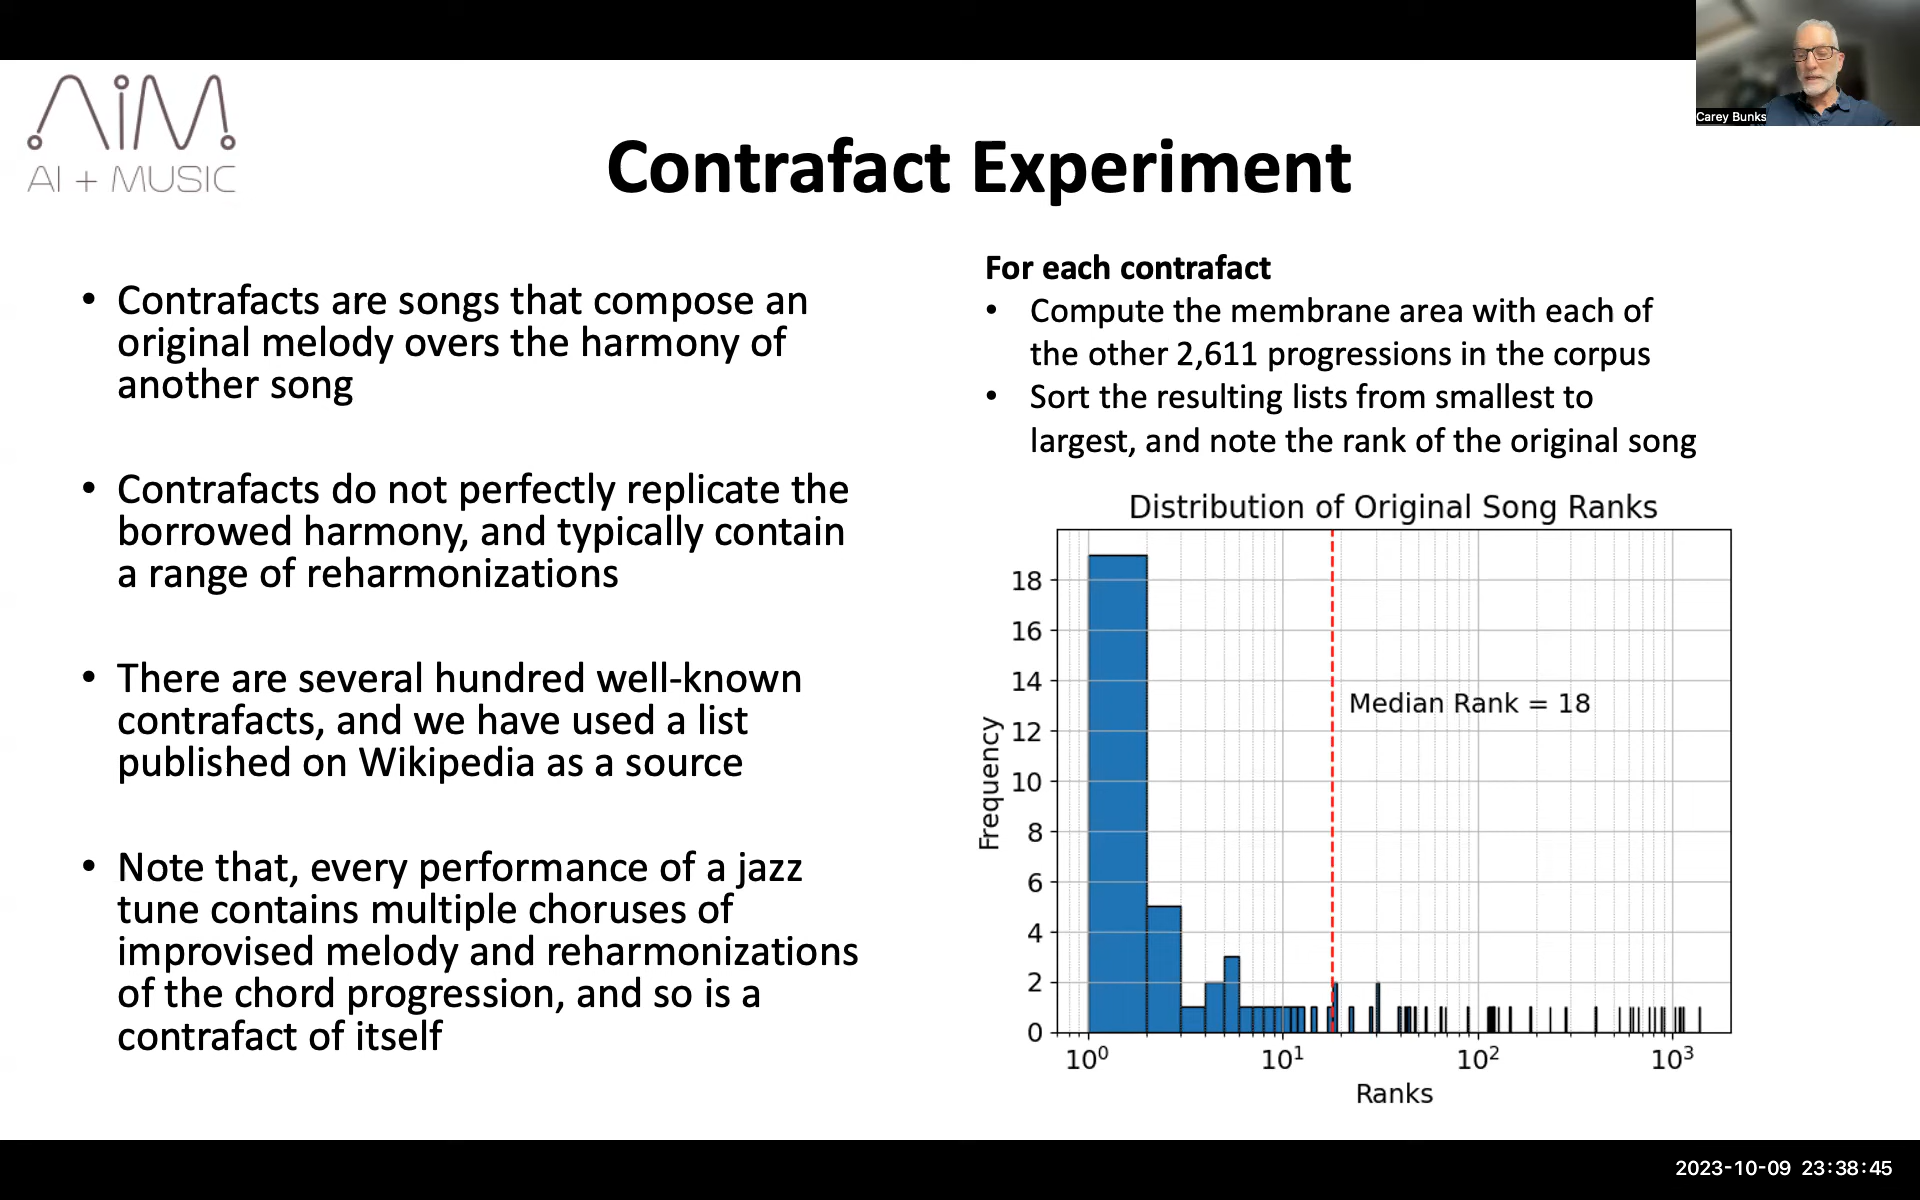 Carey Bunks
AiM
AI + MUSIC
Contrafact Experiment
• Contrafacts are songs that compose an
original melody overs the harmony of
another song
• Contrafacts do not perfectly replicate the
borrowed harmony, and typically contain
a range of reharmonizations
• There are several hundred well-known
contrafacts, and we have used a list
published on Wikipedia as a source
• Note that, every performance of a jazz
tune contains multiple choruses of
improvised melody and reharmonizations
of the chord progression, and so is a
contrafact of itself
For each contrafact
• Compute the membrane area with each of
the other 2,611 progressions in the corpus
• Sort the resulting lists from smallest to
largest, and note the rank of the original song
Distribution of Original Song Ranks
18
16
14
12
10
8
6
4
2
0
Frequency
Median Rank = 18
10⁰ 10¹ 10² 10³
Ranks
2023-10-09 23:38:45